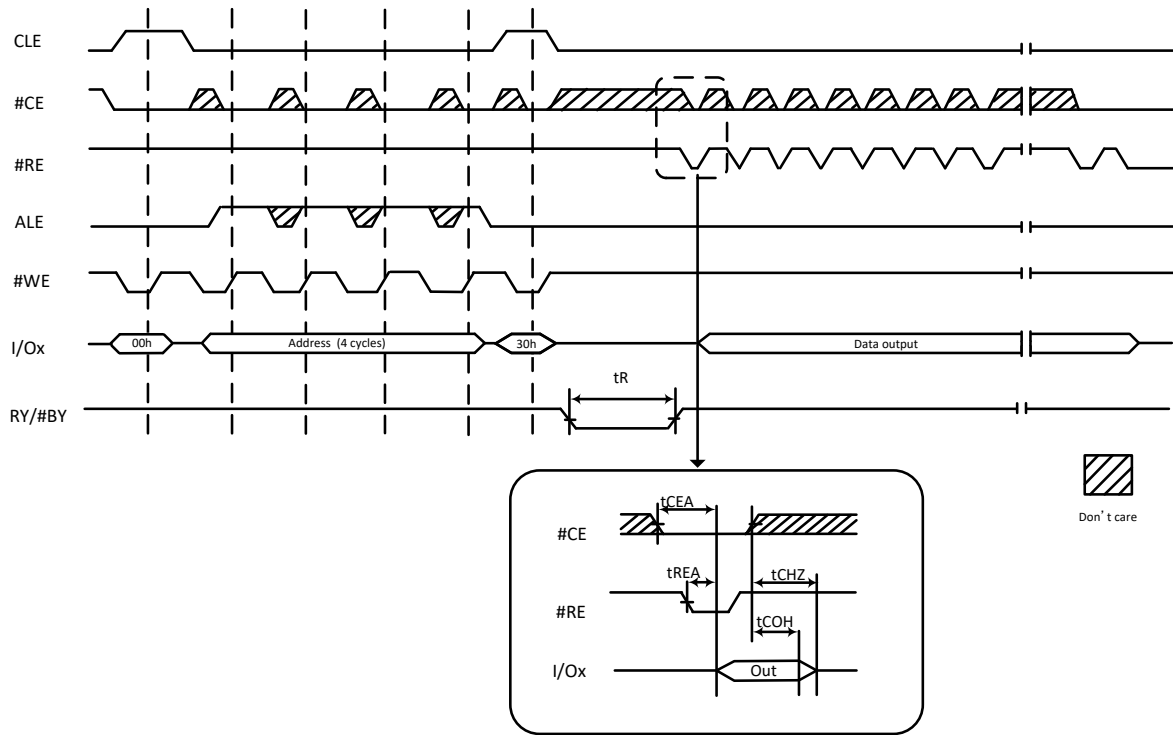 CLE
#CE
#RE
ALE
#WE
I/Ox
00h
Address (4 cycles)
30h
Data output
tR
RY/#BY
Don't care
tCEA
#CE
tREA
tCHZ
#RE
tCOH
I/Ox
Out